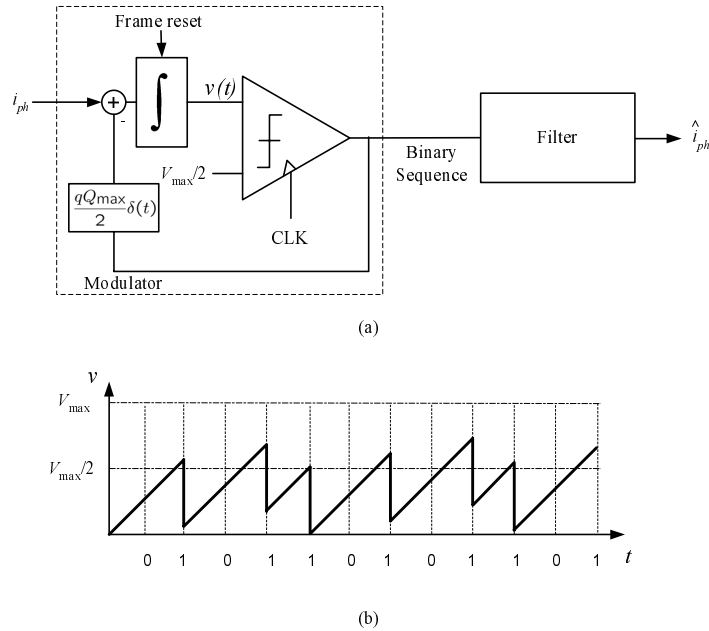 Frame reset
i_ph
+
-
∫
v(t)
V_max/2
CLK
qQ_max/2 δ(t)
Modulator
Binary
Sequence
Filter
î_ph
(a)
v
V_max
V_max/2
0 1 0 1 1 0 1 0 1 1 0 1
t
(b)